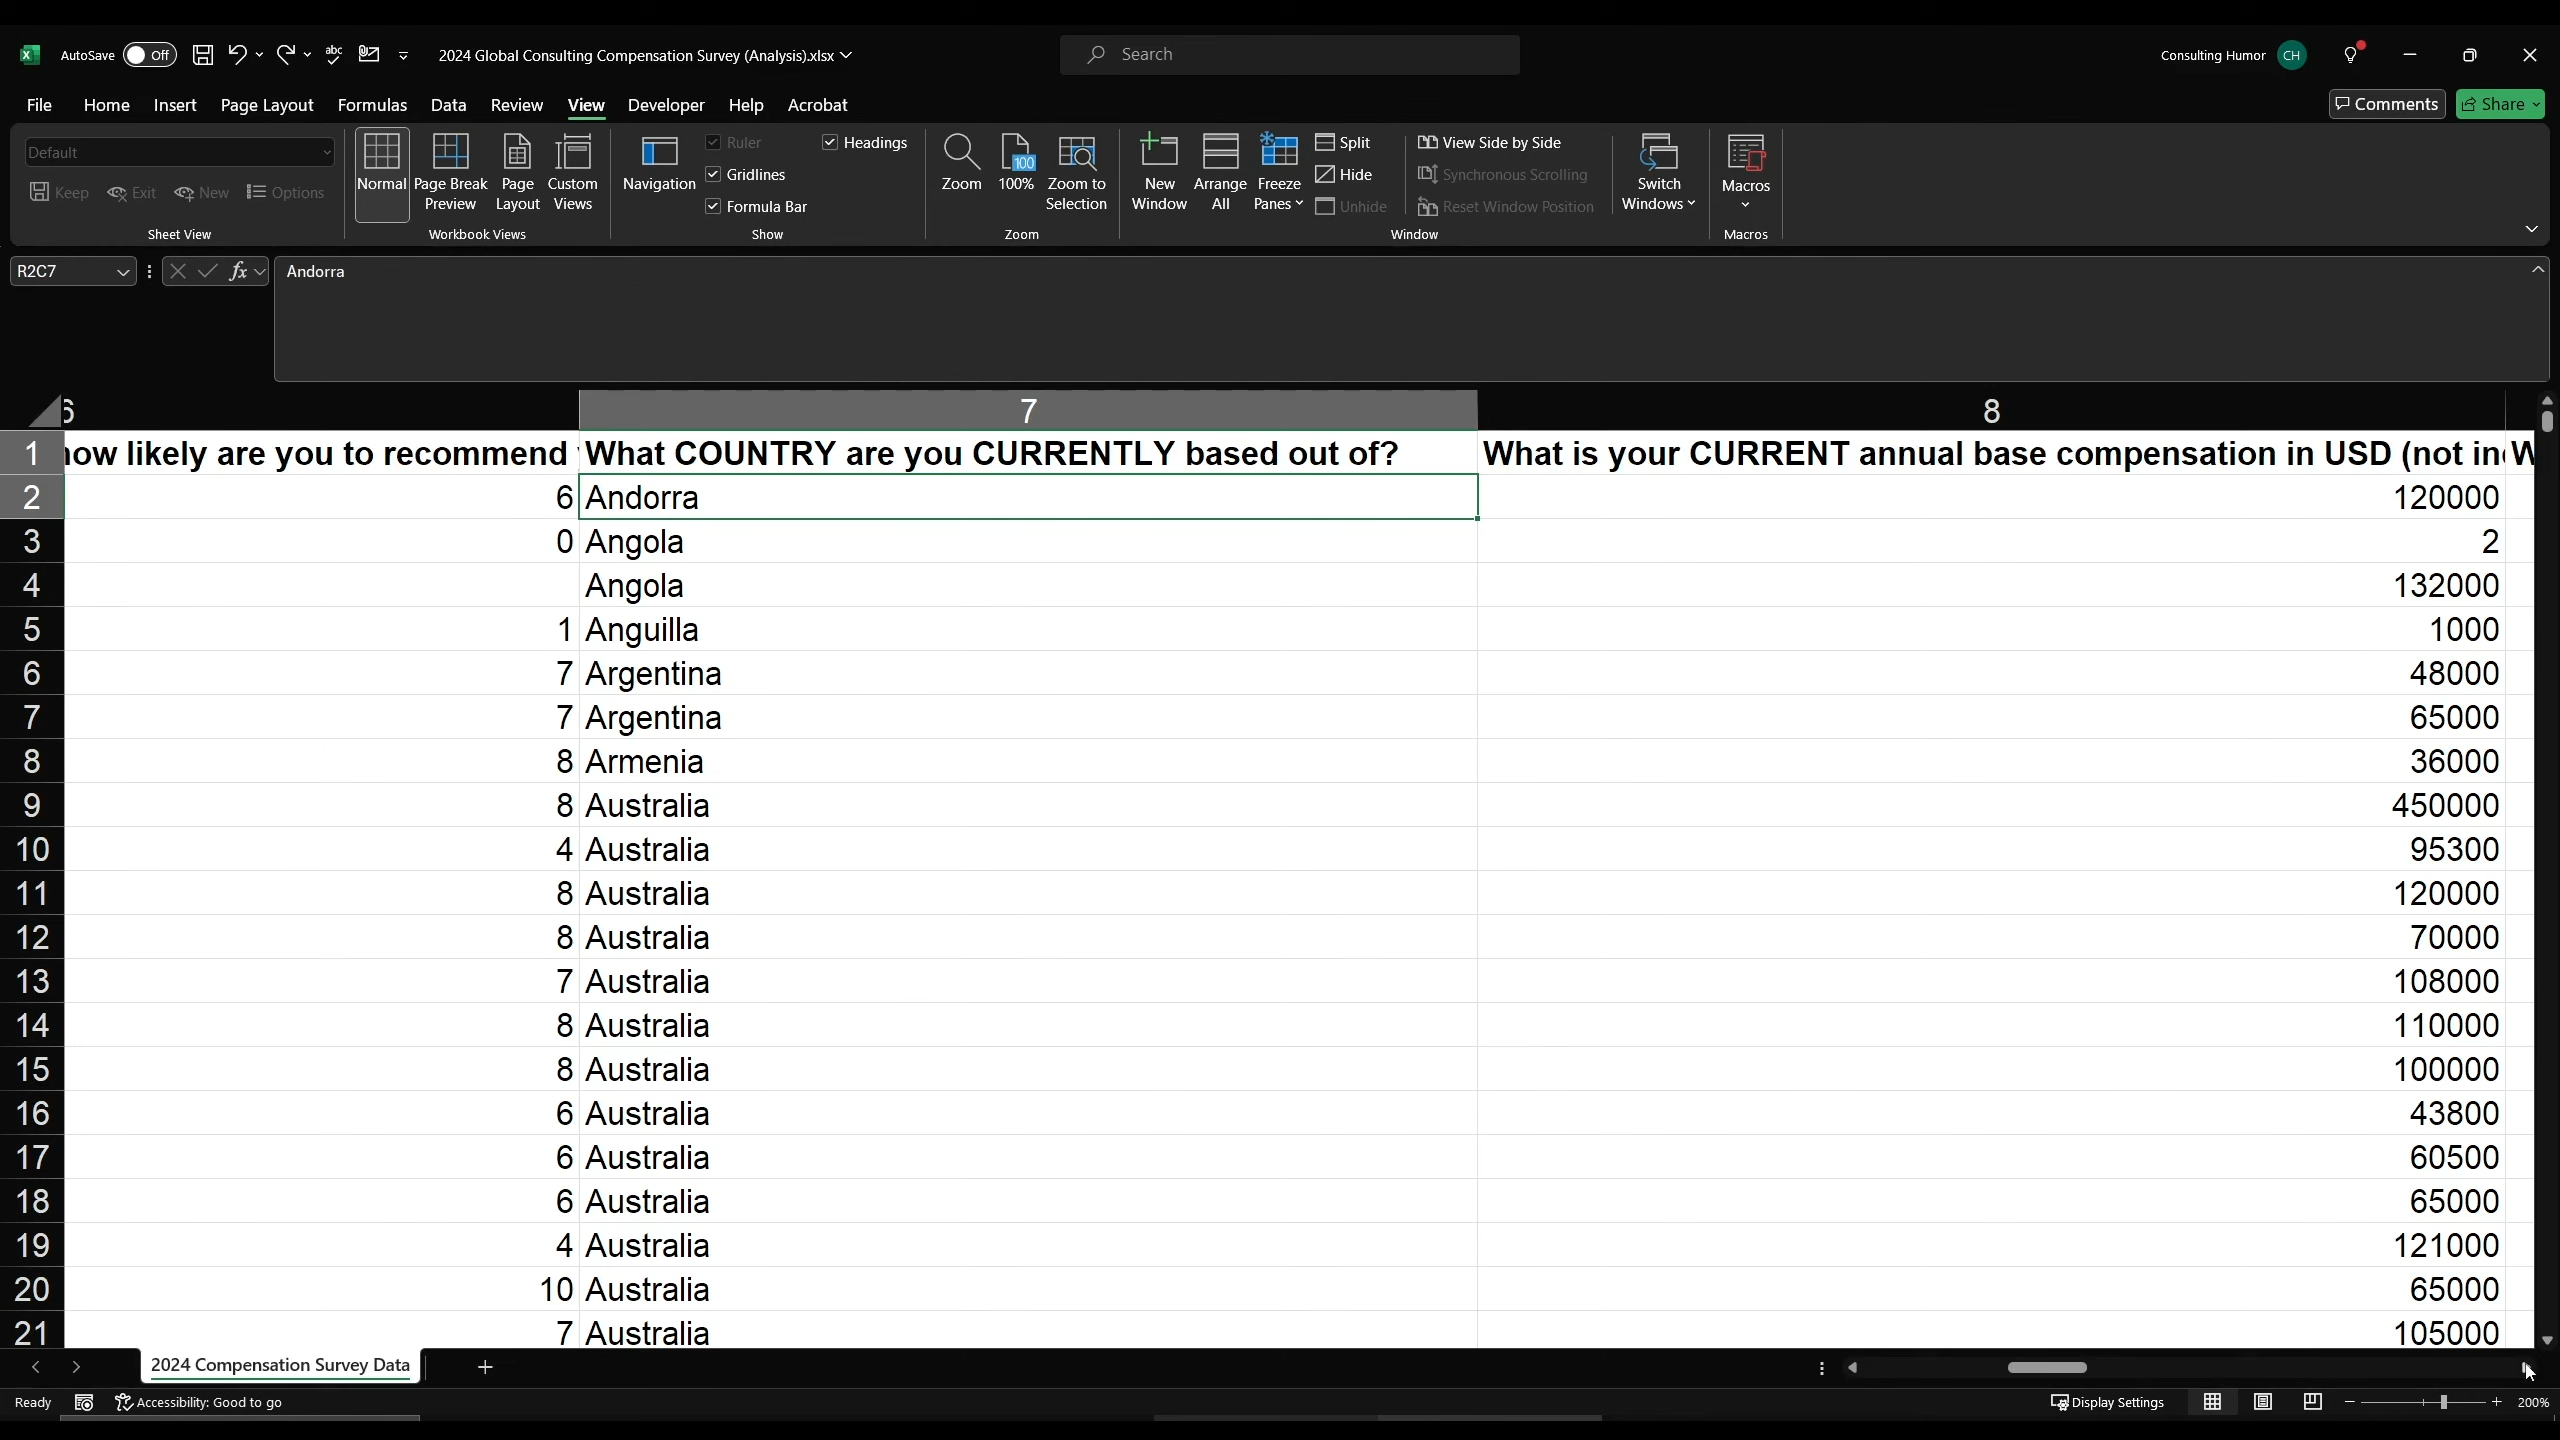 AutoSave Off abc 2024 Global Consulting Compensation Survey (Analysis).xlsx Search Consulting Humor CH
File Home Insert Page Layout Formulas Data Review View Developer Help Acrobat Comments Share
Default
Keep Exit New Options
Sheet View
Normal Page Break Preview Page Layout Custom Views
Workbook Views
Navigation Ruler Gridlines Formula Bar Headings
Show
Zoom 100 100% Zoom to Selection
Zoom
New Window Arrange All Freeze Panes Split Hide Unhide View Side by Side Synchronous Scrolling Reset Window Position Switch Windows
Window
Macros
Macros
R2C7 fx Andorra
6 7 8
1 how likely are you to recommend What COUNTRY are you CURRENTLY based out of? What is your CURRENT annual base compensation in USD (not in W
2 6 Andorra 120000
3 0 Angola 2
4 Angola 132000
5 1 Anguilla 1000
6 7 Argentina 48000
7 7 Argentina 65000
8 8 Armenia 36000
9 8 Australia 450000
10 4 Australia 95300
11 8 Australia 120000
12 8 Australia 70000
13 7 Australia 108000
14 8 Australia 110000
15 8 Australia 100000
16 6 Australia 43800
17 6 Australia 60500
18 6 Australia 65000
19 4 Australia 121000
20 10 Australia 65000
21 7 Australia 105000
2024 Compensation Survey Data
Ready Accessibility: Good to go Display Settings 200%